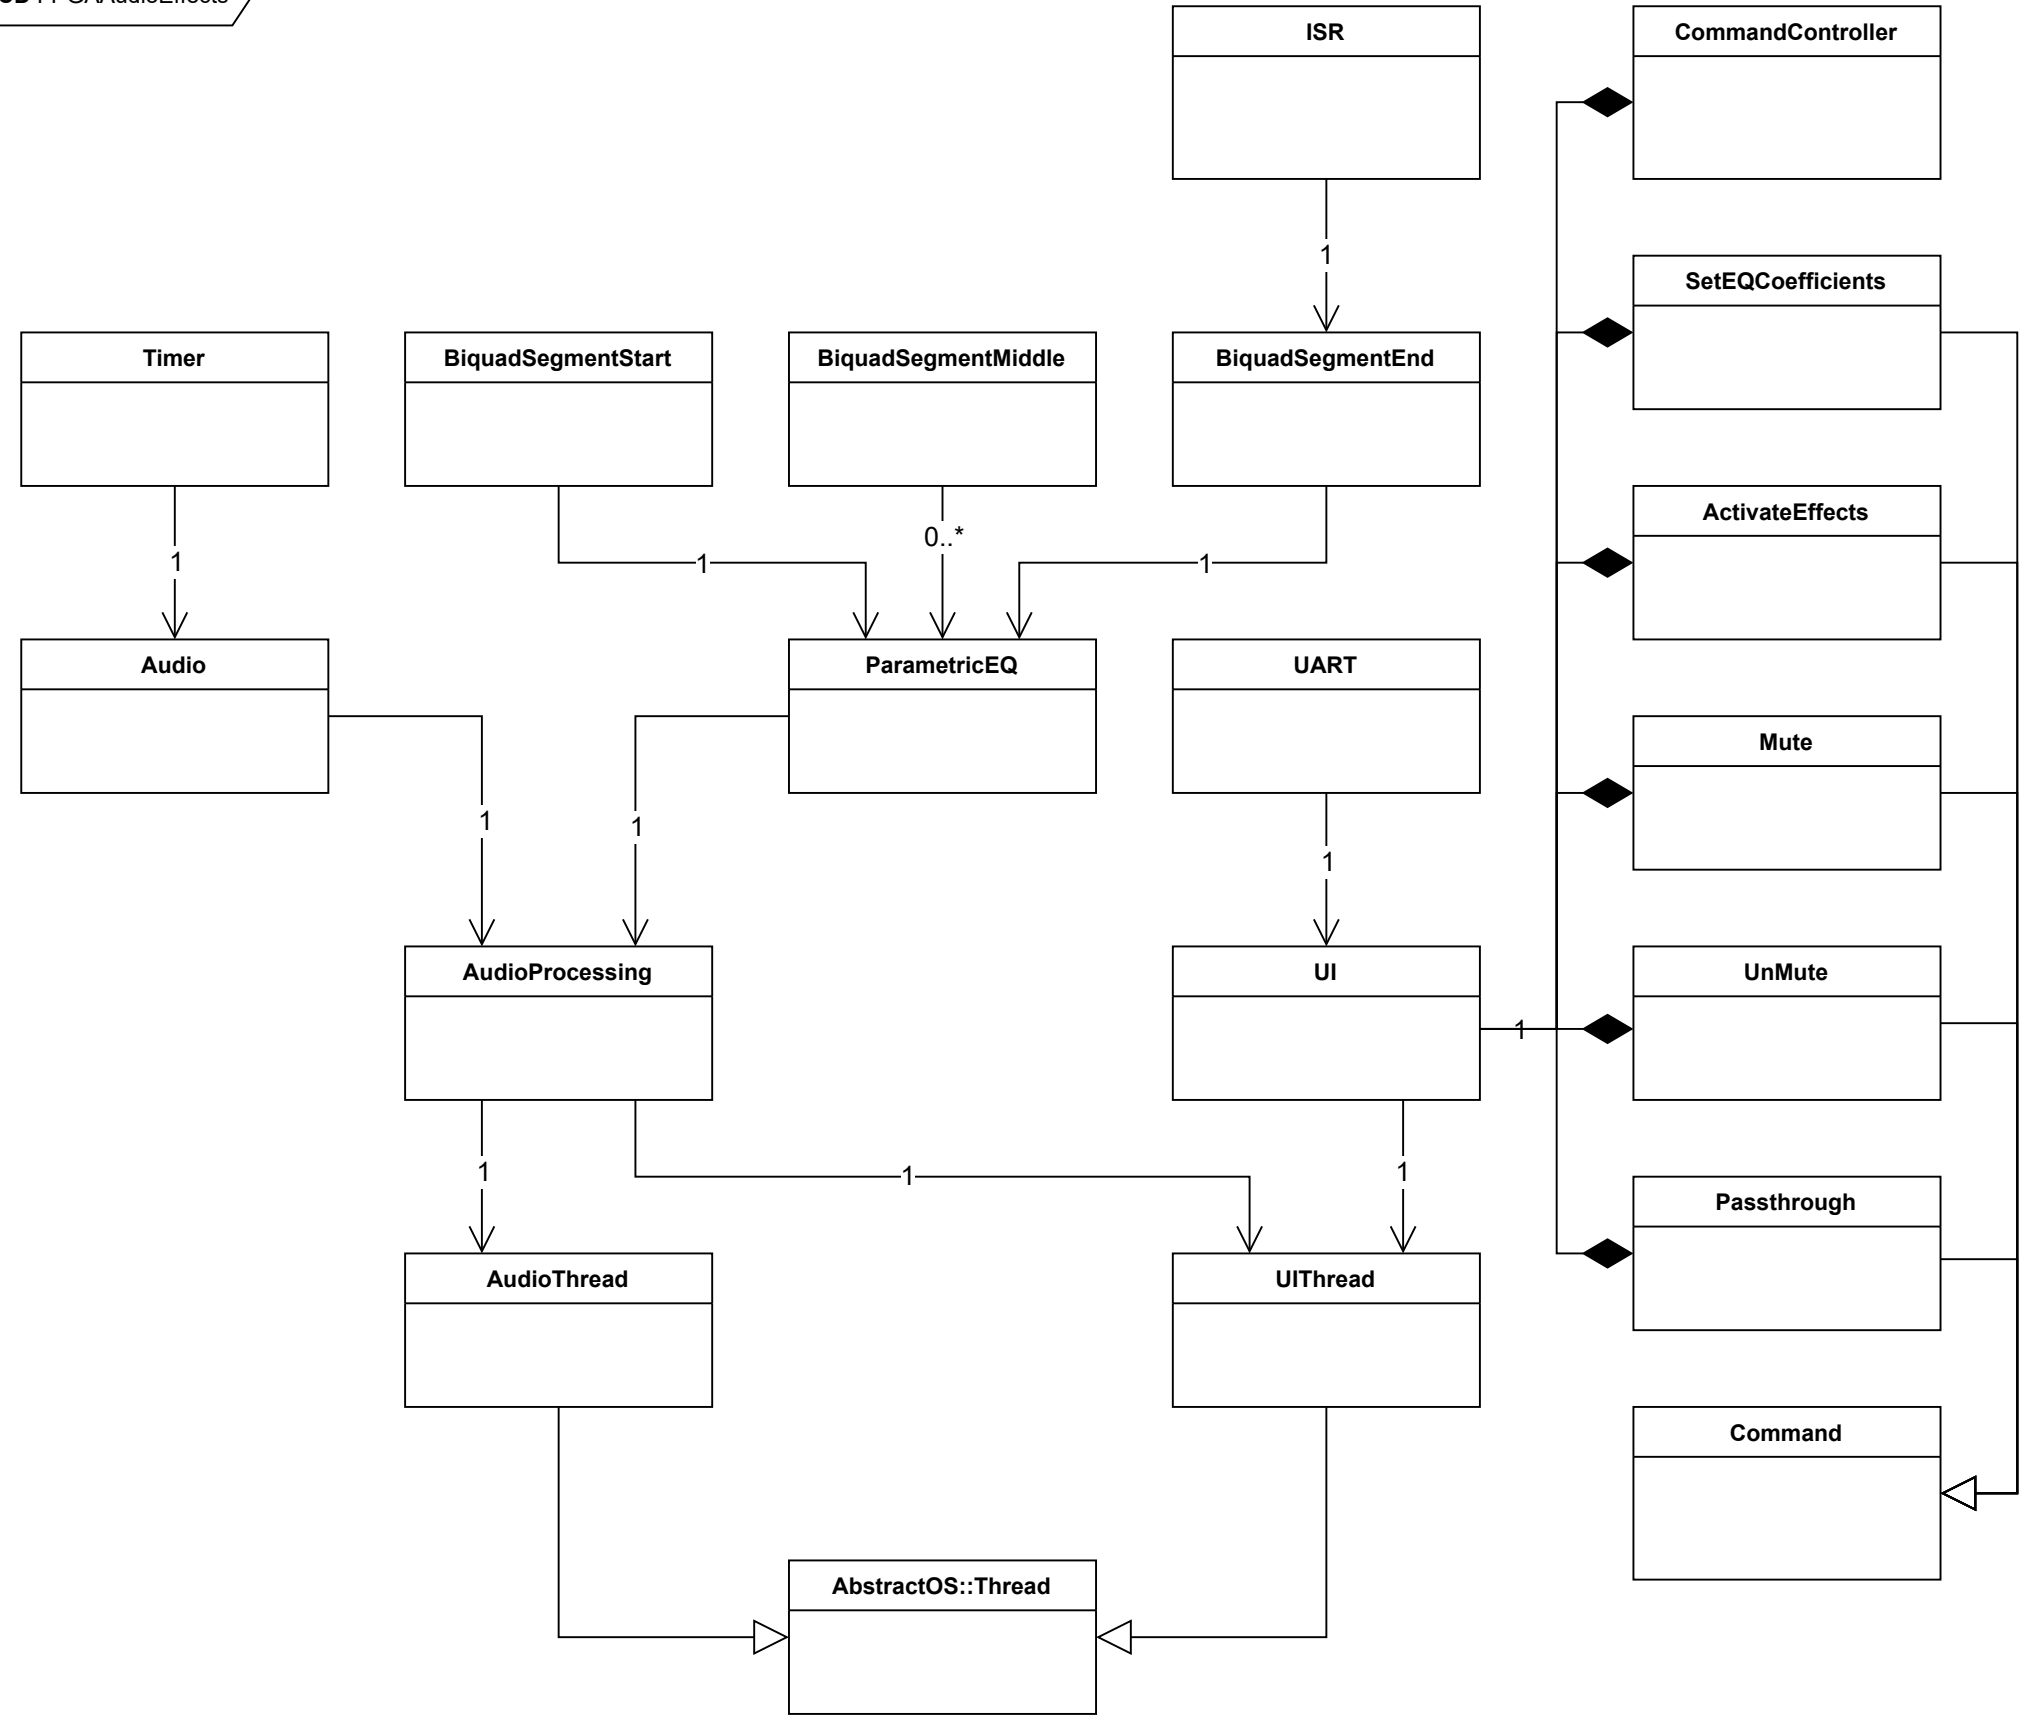 ISR
CommandController
SetEQCoefficients
1
Timer
BiquadSegmentStart
BiquadSegmentMiddle
BiquadSegmentEnd
ActivateEffects
0..*
1
1
1
Audio
ParametricEQ
UART
Mute
1
1
1
AudioProcessing
UI
UnMute
1
1
1
1
Passthrough
AudioThread
UIThread
Command
AbstractOS::Thread